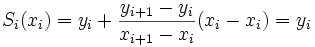 $S_i(x_i) = y_i + \frac{y_{i+1} - y_i}{x_{i+1} - x_i}(x_i - x_i) = y_i$